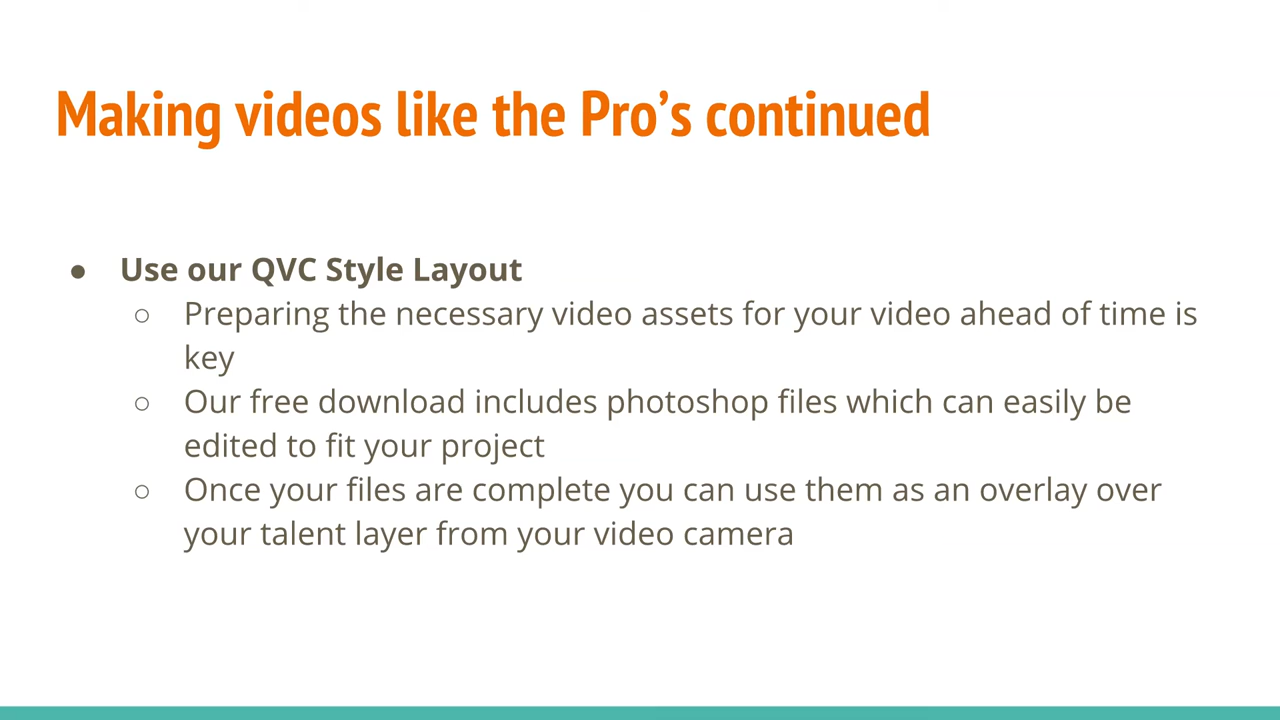 Making videos like the Pro’s continued
● Use our QVC Style Layout
○ Preparing the necessary video assets for your video ahead of time is
key
○ Our free download includes photoshop files which can easily be
edited to fit your project
○ Once your files are complete you can use them as an overlay over
your talent layer from your video camera